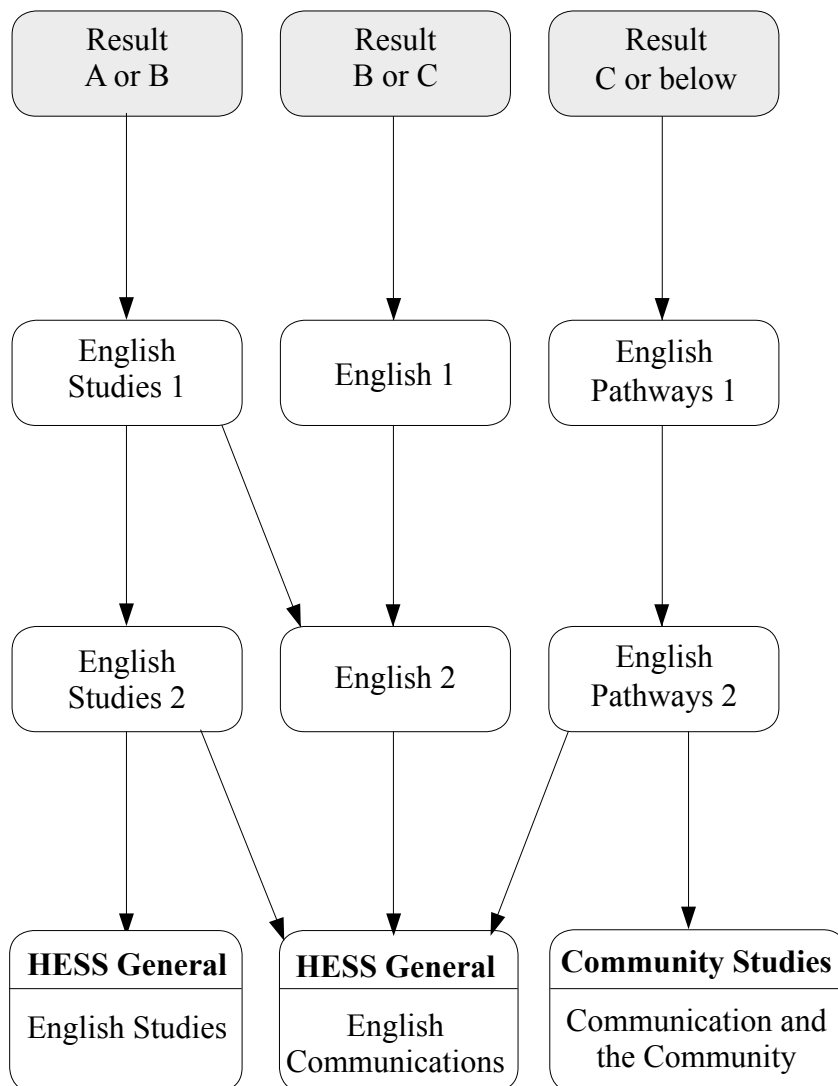 Result
A or B
Result
B or C
Result
C or below
English
Studies 1
English 1
English
Pathways 1
English
Studies 2
English 2
English
Pathways 2
HESS General
English Studies
HESS General
English
Communications
Community Studies
Communication and
the Community